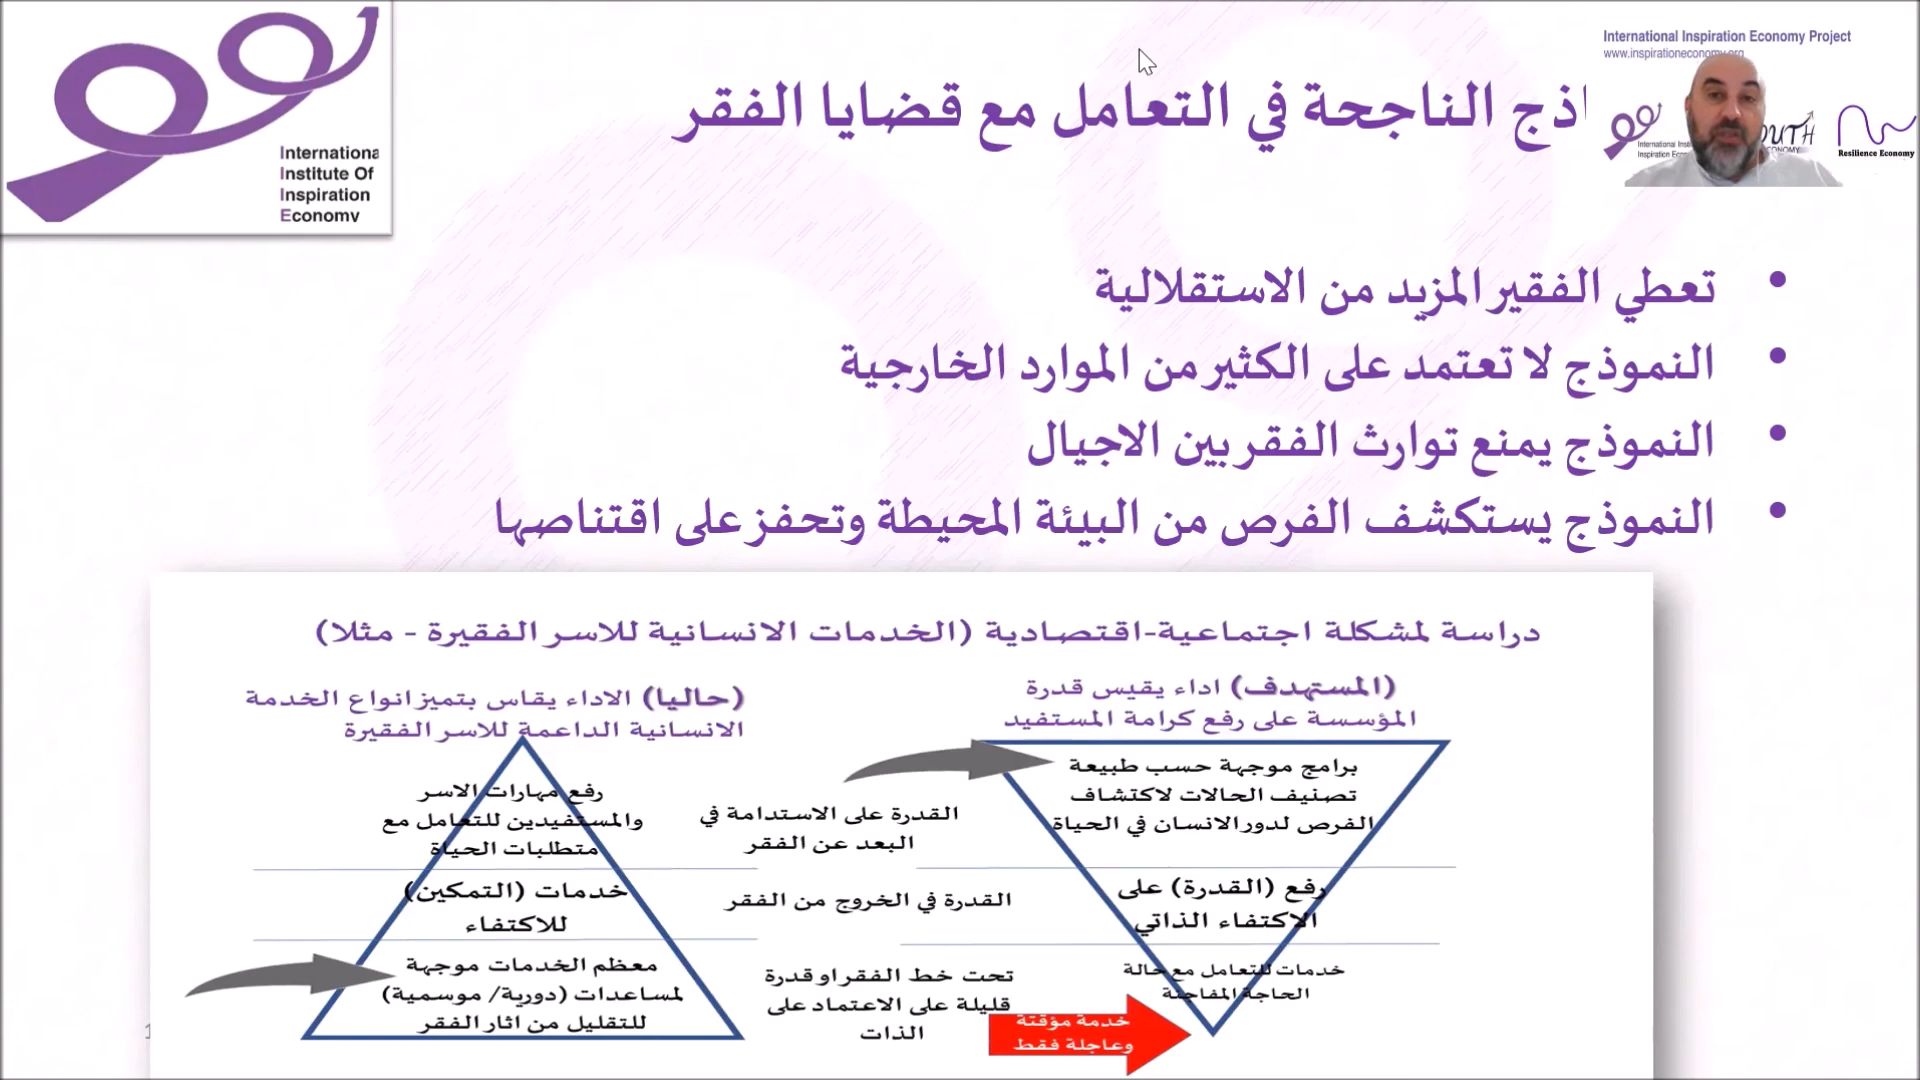 International
Institute Of
Inspiration
Economy
International Inspiration Economy Project
www.inspirationeconomy.org
الناجحة في التعامل مع قضايا الفقر
Resilience Economy
• تعطي الفقير المزيد من الاستقلالية
• النموذج لا تعتمد على الكثير من الموارد الخارجية
• النموذج يمنع توارث الفقر بين الاجيال
• النموذج يستكشف الفرص من البيئة المحيطة وتحفز على اقتناصها
دراسة لمشكلة اجتماعية-اقتصادية (الخدمات الانسانية للاسر الفقيرة - مثلا)
(المستهدف) اداء يقيس قدرة
المؤسسة على رفع كرامة المستفيد
برامج موجهة حسب طبيعة
تصنيف الحالات لاكتشاف
الفرص لدور الانسان في الحياة
رفع (القدرة) على
الاكتفاء الذاتي
خدمات للتعامل مع حالة
الحاجة المفاجئة
القدرة على الاستدامة في
البعد عن الفقر
القدرة في الخروج من الفقر
تحت خط الفقر او قدرة
قليلة على الاعتماد على
الذات
خدمة مؤقتة
وعاجلة فقط
(حاليا) الاداء يقاس بتميز انواع الخدمة
الانسانية الداعمة للاسر الفقيرة
رفع مهارات الاسر
والمستفيدين للتعامل مع
متطلبات الحياة
خدمات (التمكين)
للاكتفاء
معظم الخدمات موجهة
لمساعدات (دورية/ موسمية)
للتقليل من اثار الفقر